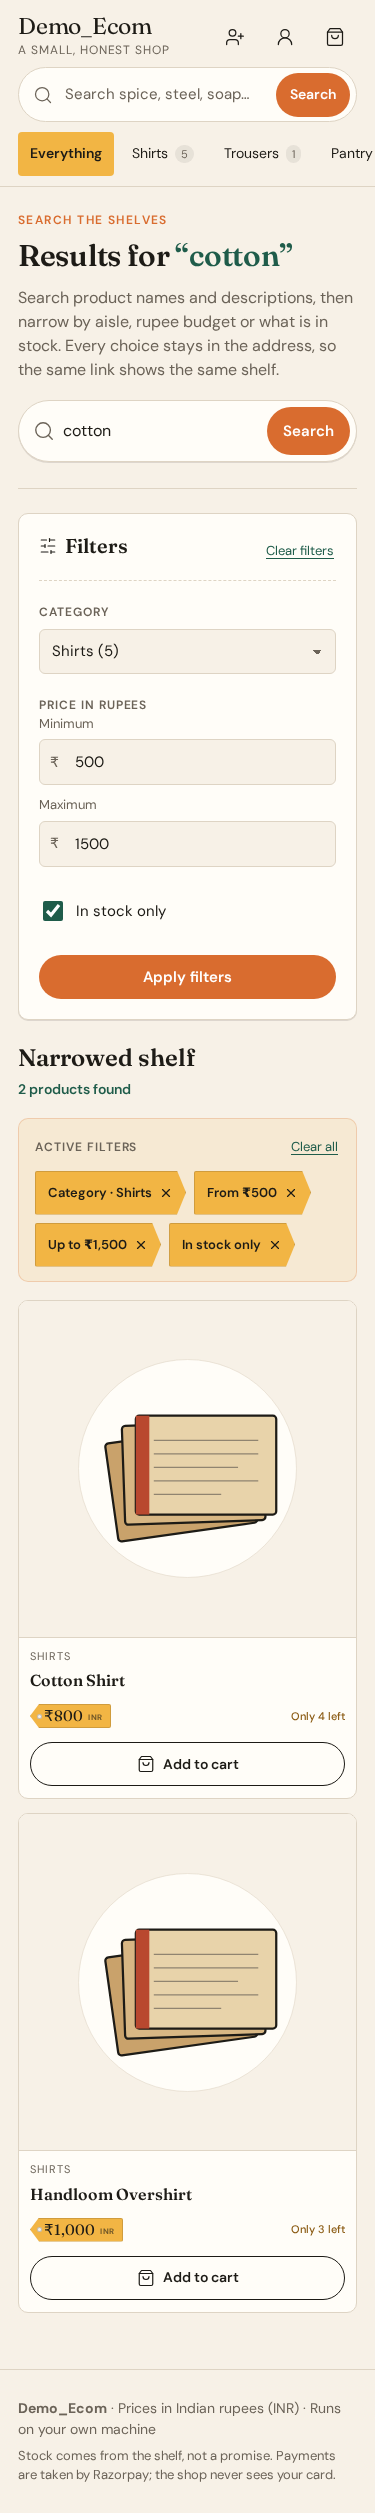 Demo_Ecom
A SMALL, HONEST SHOP
Search spice, steel, soap...
Search
Everything
Shirts 5
Trousers 1
Pantry
SEARCH THE SHELVES
Results for “cotton”
Search product names and descriptions, then
narrow by aisle, rupee budget or what is in
stock. Every choice stays in the address, so
the same link shows the same shelf.
cotton
Search
Filters
Clear filters
CATEGORY
Shirts (5)
PRICE IN RUPEES
Minimum
₹ 500
Maximum
₹ 1500
In stock only
Apply filters
Narrowed shelf
2 products found
ACTIVE FILTERS
Clear all
Category · Shirts ×
From ₹500 ×
Up to ₹1,500 ×
In stock only ×
SHIRTS
Cotton Shirt
₹800 INR
Only 4 left
Add to cart
SHIRTS
Handloom Overshirt
₹1,000 INR
Only 3 left
Add to cart
Demo_Ecom · Prices in Indian rupees (INR) · Runs
on your own machine
Stock comes from the shelf, not a promise. Payments
are taken by Razorpay; the shop never sees your card.